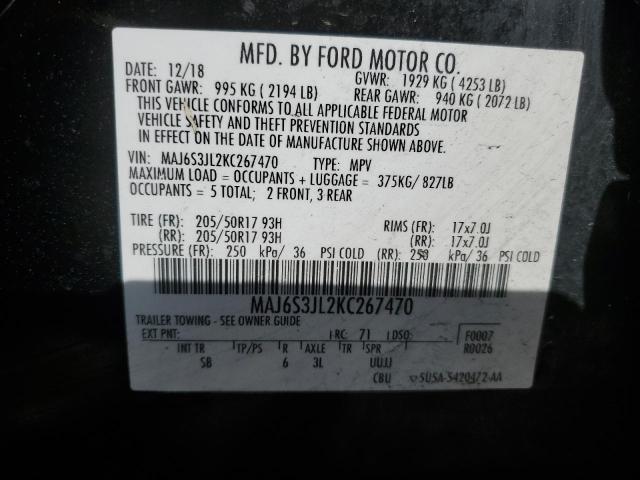 MFD. BY FORD MOTOR CO.
DATE: 12/18 GVWR: 1929 KG ( 4253 LB)
FRONT GAWR: 995 KG ( 2194 LB) REAR GAWR: 940 KG ( 2072 LB)
THIS VEHICLE CONFORMS TO ALL APPLICABLE FEDERAL MOTOR
VEHICLE SAFETY AND THEFT PREVENTION STANDARDS
IN EFFECT ON THE DATE OF MANUFACTURE SHOWN ABOVE.
VIN: MAJ6S3JL2KC267470 TYPE: MPV
MAXIMUM LOAD = OCCUPANTS + LUGGAGE = 375KG/ 827LB
OCCUPANTS = 5 TOTAL; 2 FRONT, 3 REAR
TIRE (FR): 205/50R17 93H RIMS (FR): 17x7.0J
(RR): 205/50R17 93H (RR): 17x7.0J
PRESSURE (FR): 250 kPa/ 36 PSI COLD (RR): 250 kPa/ 36 PSI COLD
MAJ6S3JL2KC267470
TRAILER TOWING - SEE OWNER GUIDE
EXT PNT: RC: 71 DSO: F0007
R0026
INT TR TP/PS R AXLE TR SPR
SB 6 3L UUJJ
CBU 5U5A-5420472-AA